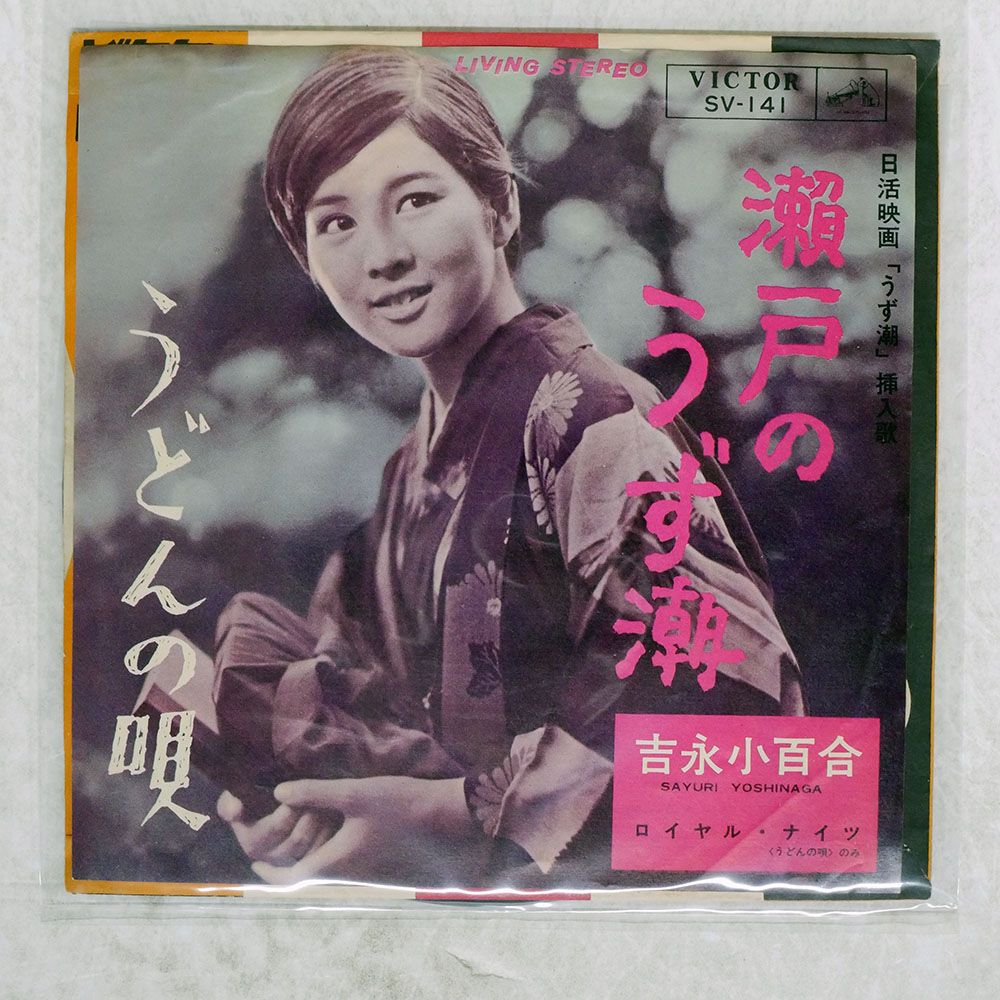 LIVING STEREO
VICTOR
SV-141
日活映画「うず潮」挿入歌
瀬戸の
うず潮
うどんの唄
吉永小百合
SAYURI YOSHINAGA
ロイヤル・ナイツ
〈うどんの唄〉のみ